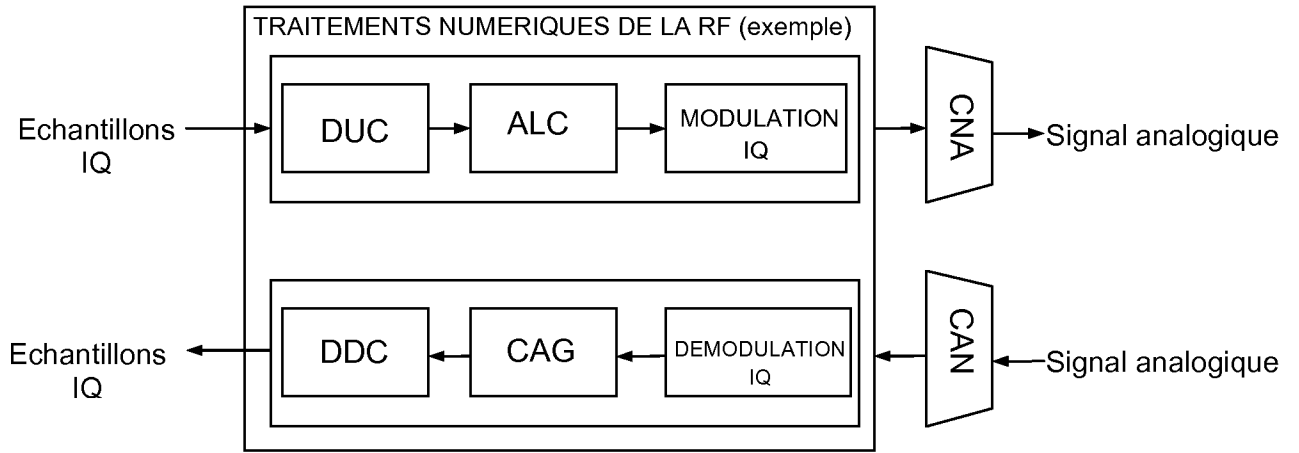 TRAITEMENTS NUMERIQUES DE LA RF (exemple)
Echantillons
IQ
DUC
ALC
MODULATION
IQ
CNA
Signal analogique
Echantillons
IQ
DDC
CAG
DEMODULATION
IQ
CAN
Signal analogique